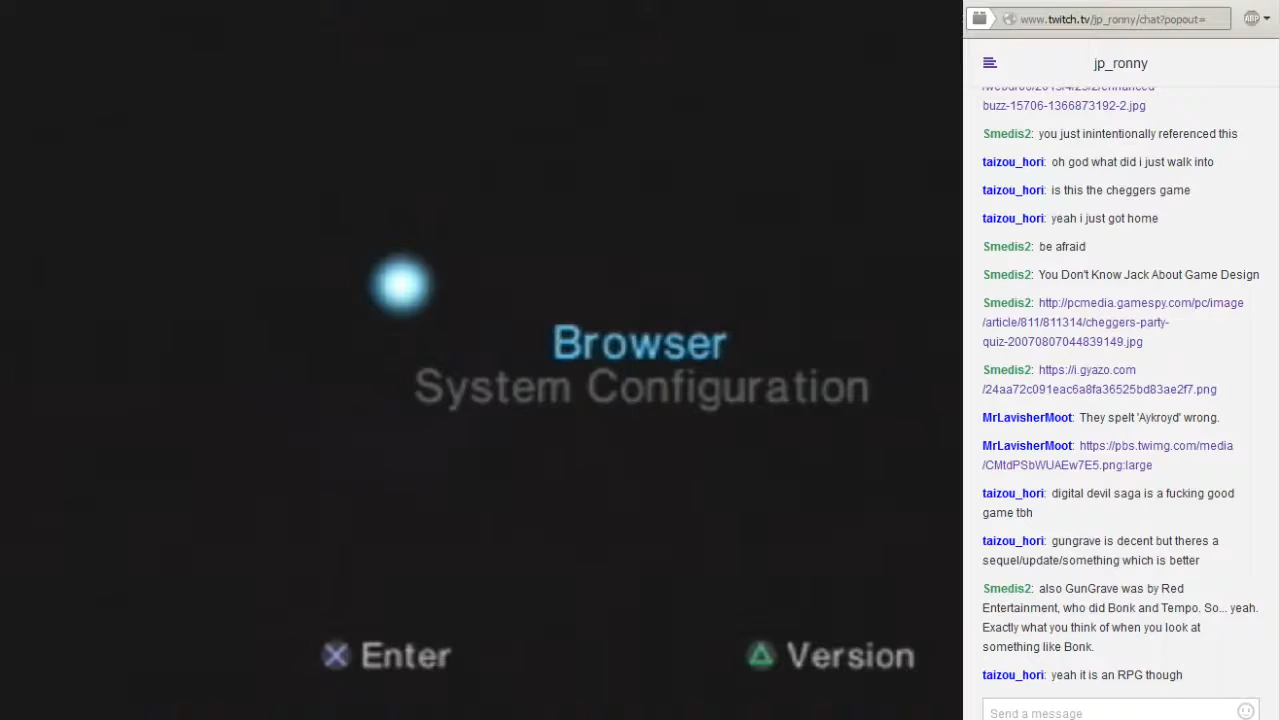 Browser
System Configuration
Enter
Version
www.twitch.tv/jp_ronny/chat?popout=
ABP
jp_ronny
buzz-15706-1366873192-2.jpg
Smedis2: you just inintentionally referenced this
taizou_hori: oh god what did i just walk into
taizou_hori: is this the cheggers game
taizou_hori: yeah i just got home
Smedis2: be afraid
Smedis2: You Don't Know Jack About Game Design
Smedis2: http://pcmedia.gamespy.com/pc/image
/article/811/811314/cheggers-party-
quiz-20070807044839149.jpg
Smedis2: https://i.gyazo.com
/24aa72c091eac6a8fa36525bd83ae2f7.png
MrLavisherMoot: They spelt 'Aykroyd' wrong.
MrLavisherMoot: https://pbs.twimg.com/media
/CMtdPSbWUAEw7E5.png:large
taizou_hori: digital devil saga is a fucking good
game tbh
taizou_hori: gungrave is decent but theres a
sequel/update/something which is better
Smedis2: also GunGrave was by Red
Entertainment, who did Bonk and Tempo. So... yeah.
Exactly what you think of when you look at
something like Bonk.
taizou_hori: yeah it is an RPG though
Send a message